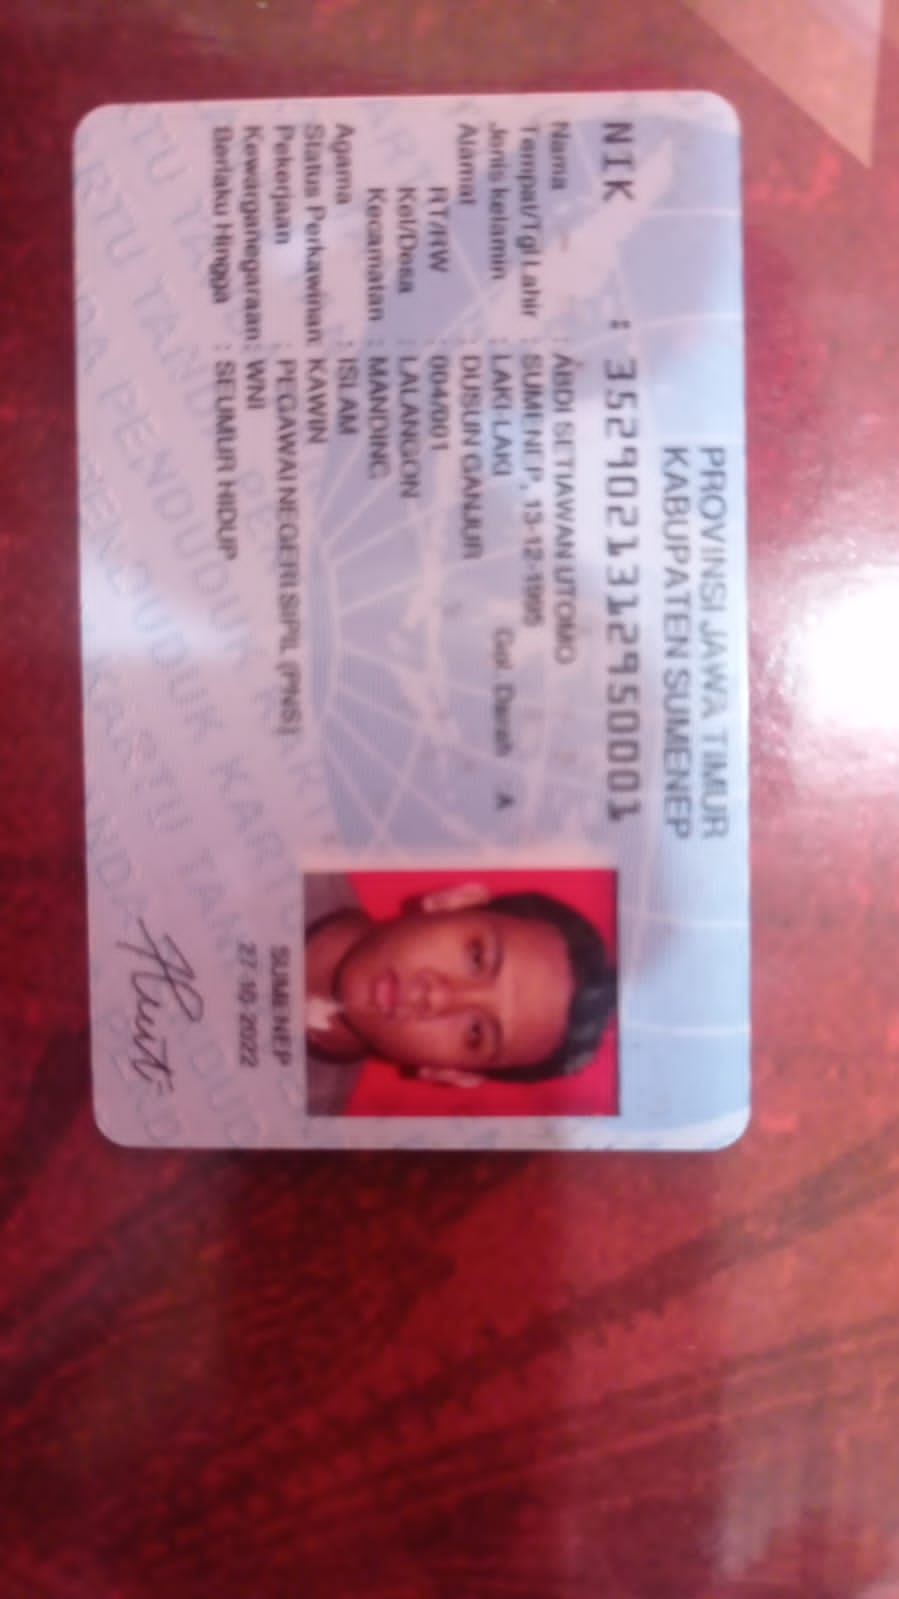 PROVINSI JAWA TIMUR
KABUPATEN SUMENEP
NIK : 3529021312950001
Nama : ABDI SETIAWAN UTOMO
Tempat/Tgl Lahir : SUMENEP, 13-12-1995
Jenis kelamin : LAKI-LAKI Gol. Darah A
Alamat : DUSUN GANJUR
RT/RW : 004/001
Kel/Desa : LALANGON
Kecamatan : MANDING
Agama : ISLAM
Status Perkawinan: KAWIN
Pekerjaan : PEGAWAI NEGERI SIPIL (PNS)
Kewarganegaraan: WNI
Berlaku Hingga : SEUMUR HIDUP
SUMENEP
27-10-2022